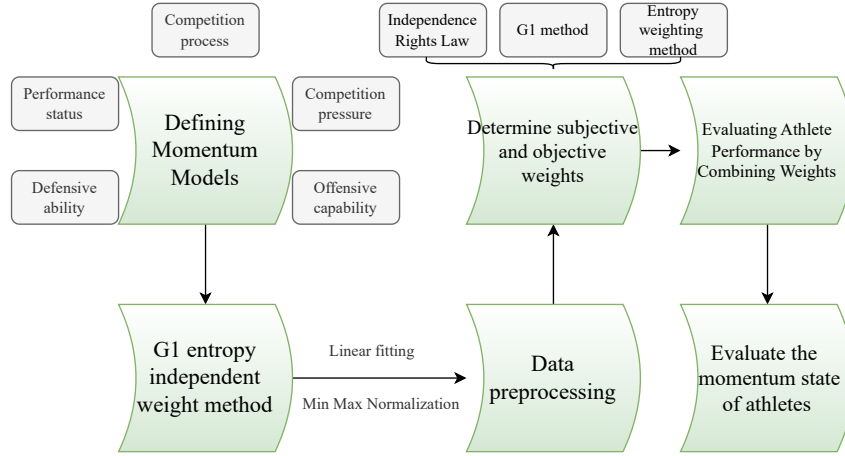 Competition
process
Performance
status
Defining
Momentum
Models
Competition
pressure
Defensive
ability
Offensive
capability
Independence
Rights Law
G1 method
Entropy
weighting
method
Determine subjective
and objective
weights
Evaluating Athlete
Performance by
Combining Weights
G1 entropy
independent
weight method
Linear fitting
Min Max Normalization
Data
preprocessing
Evaluate the
momentum state
of athletes